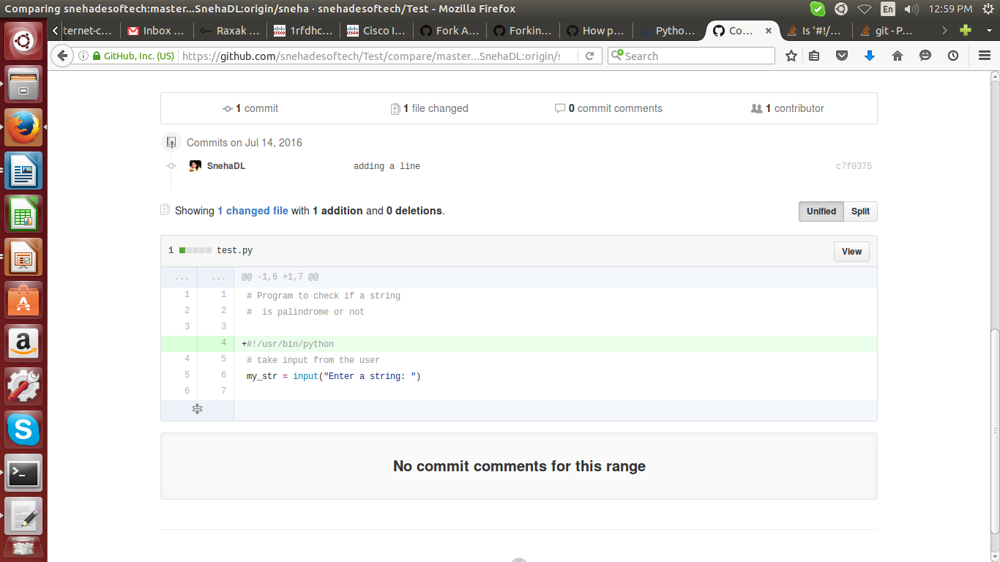 Comparing snehadesoftech:master...SnehaDL:origin/sneha · snehadesoftech/Test - Mozilla Firefox
En 12:59 PM
ternet-c... Inbox ... Raxak ... 1rfdhc... Cisco I... Fork A... Forkin... How p... Pytho... Co... × Is '#!/... git - P...
GitHub, Inc. (US) https://github.com/snehadesoftech/Test/compare/master...SnehaDL:origin/s Search
1 commit 1 file changed 0 commit comments 1 contributor
Commits on Jul 14, 2016
SnehaDL adding a line c7f0375
Showing 1 changed file with 1 addition and 0 deletions.
Unified Split
1 test.py View
... ... @@ -1,6 +1,7 @@
1 1 # Program to check if a string
2 2 #  is palindrome or not
3 3
4 +#!/usr/bin/python
4 5 # take input from the user
5 6 my_str = input("Enter a string: ")
6 7
No commit comments for this range